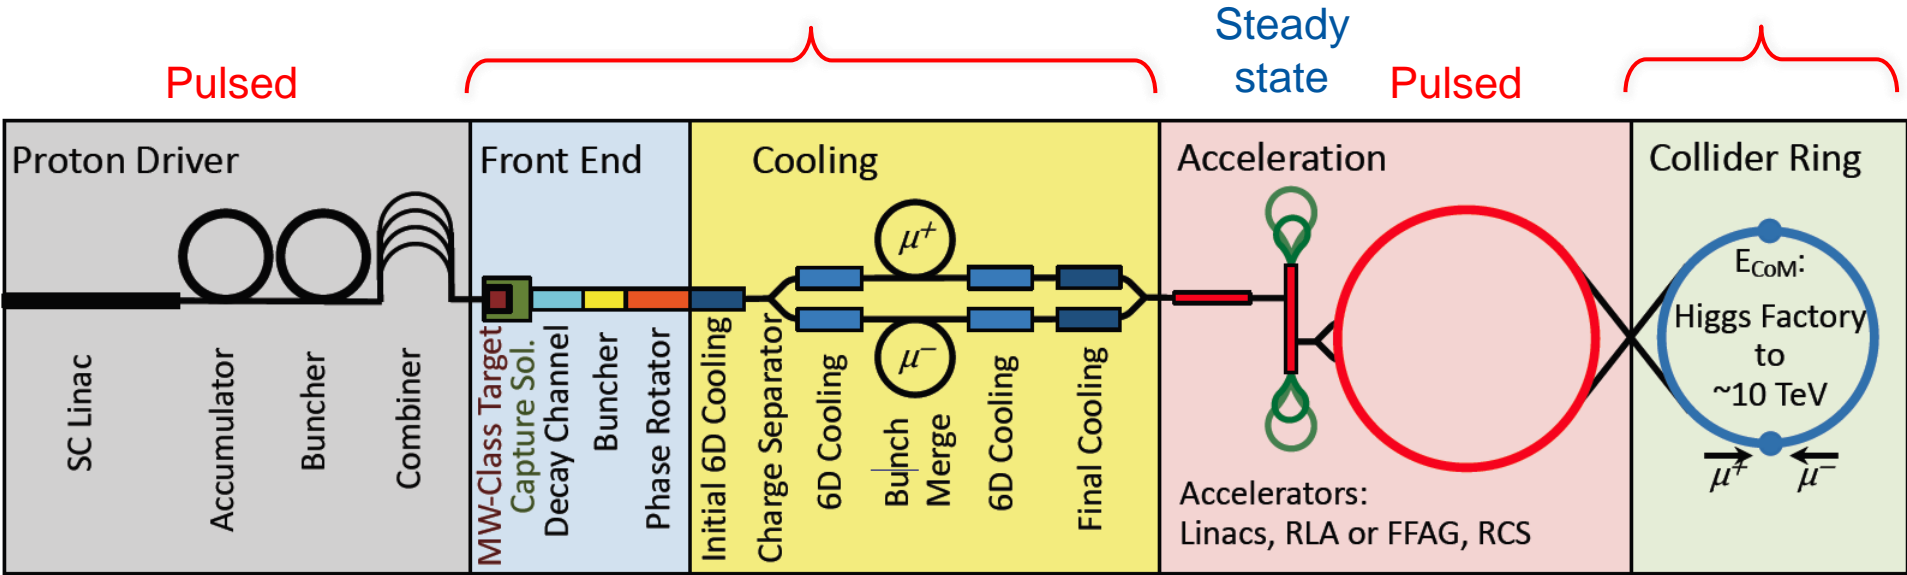 Pulsed
Steady
state
Pulsed
Proton Driver
Front End
Cooling
Acceleration
Collider Ring
SC Linac
Accumulator
Buncher
Combiner
MW-Class Target
Capture Sol.
Decay Channel
Buncher
Phase Rotator
Initial 6D Cooling
Charge Separator
6D Cooling
μ+
μ−
Bunch
Merge
6D Cooling
Final Cooling
Accelerators:
Linacs, RLA or FFAG, RCS
ECoM:
Higgs Factory
to
~10 TeV
μ+ μ−